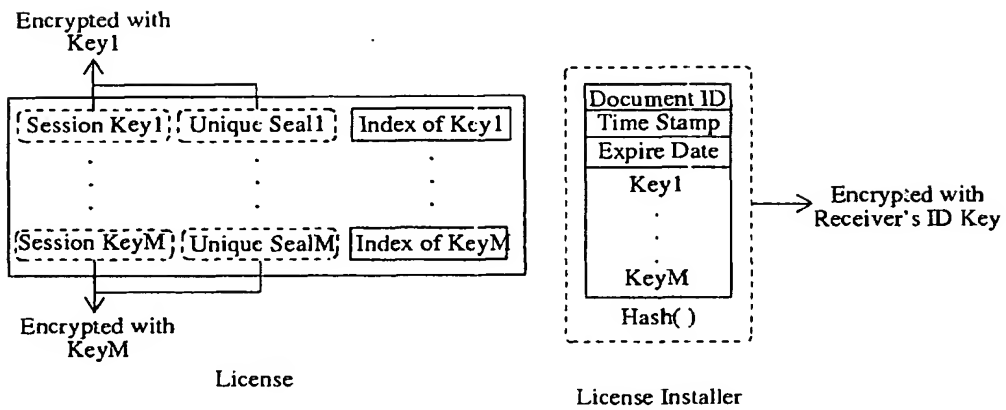 Encrypted with
Key1
Session Key1 Unique Seal1 Index of Key1
Session KeyM Unique SealM Index of KeyM
Encrypted with
KeyM
License
Document ID
Time Stamp
Expire Date
Key1
KeyM
Hash( )
Encrypted with
Receiver's ID Key
License Installer